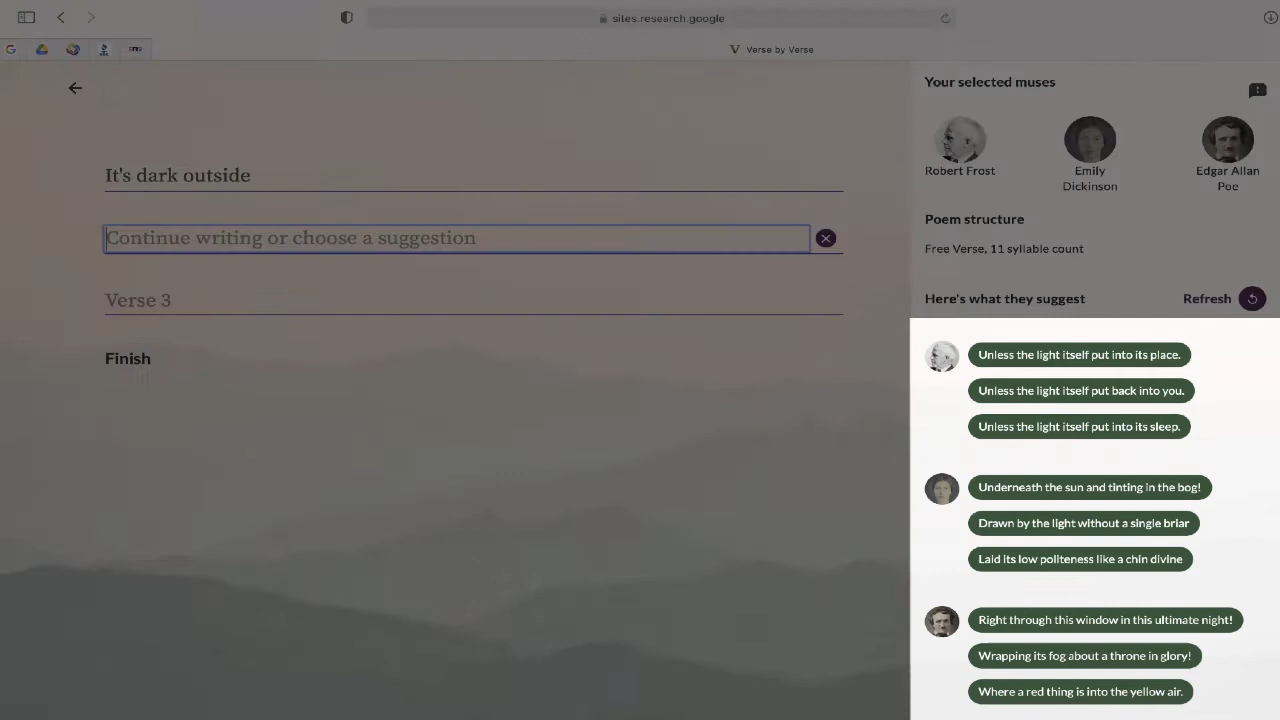 sites.research.google
Verse by Verse
Your selected muses
Robert Frost
Emily
Dickinson
Edgar Allan
Poe
Poem structure
Free Verse, 11 syllable count
Here's what they suggest
Refresh
It's dark outside
Continue writing or choose a suggestion
Verse 3
Finish
Unless the light itself put into its place.
Unless the light itself put back into you.
Unless the light itself put into its sleep.
Underneath the sun and tinting in the bog!
Drawn by the light without a single briar
Laid its low politeness like a chin divine
Right through this window in this ultimate night!
Wrapping its fog about a throne in glory!
Where a red thing is into the yellow air.